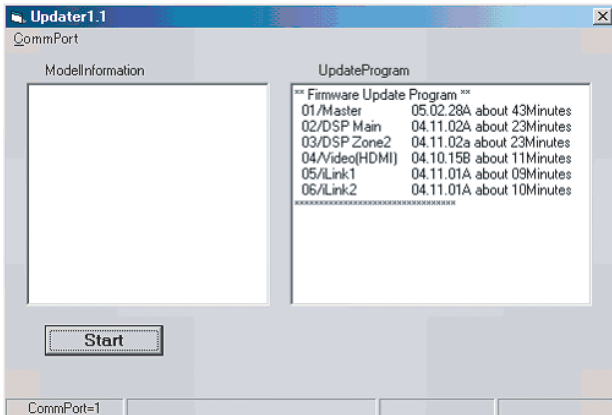 Updater1.1
CommPort
ModelInformation
UpdateProgram
** Firmware Update Program **
01/Master 05.02.28A about 43Minutes
02/DSP Main 04.11.02A about 23Minutes
03/DSP Zone2 04.11.02a about 23Minutes
04/Video(HDMI) 04.10.15B about 11Minutes
05/iLink1 04.11.01A about 09Minutes
06/iLink2 04.11.01A about 10Minutes
********************************
Start
CommPort=1